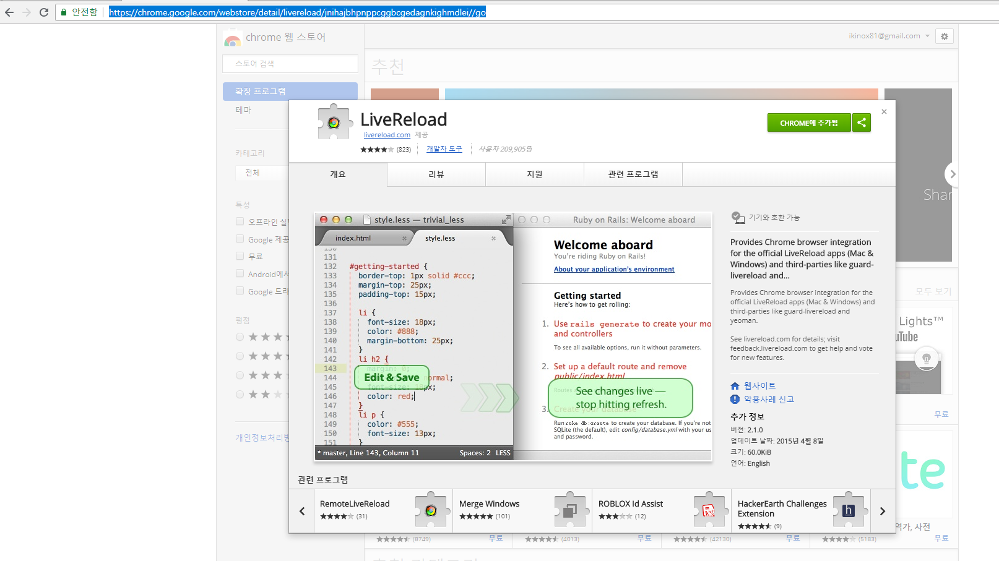 안전함
https://chrome.google.com/webstore/detail/livereload/jnihajbhpnppcggbcgedagnkighmdlei//go
chrome 웹 스토어
ikinox81@gmail.com
스토어 검색
추천
확장 프로그램
테마
카테고리
전체
특성
오프라인 실행
Google 제공
무료
Android에서
Google 드라
평점
개인정보처리방
LiveReload
livereload.com 제공
(823)
개발자 도구
사용자 209,905명
CHROME에 추가됨
×
개요
리뷰
지원
관련 프로그램
Shar
style.less — trivial_less
index.html ×
style.less ×
130
131
132 #getting-started {
133 border-top: 1px solid #ccc;
134 margin-top: 25px;
135 padding-top: 15px;
136
137 li {
138 font-size: 18px;
139 color: #888;
140 margin-bottom: 25px;
141 }
142 li h2 {
143 margin: 0;
144 normal;
145 font-size: 18px;
146 color: red;
147 }
148 li p {
149 color: #555;
150 font-size: 13px;
151 }
Edit & Save
* master, Line 143, Column 11 Spaces: 2 LESS
Ruby on Rails: Welcome aboard
Welcome aboard
You're riding Ruby on Rails!
About your application's environment
Getting started
Here's how to get rolling:
1. Use rails generate to create your mo
and controllers
To see all available options, run it without parameters.
2. Set up a default route and remove
public/index.html
Routes
See changes live —
stop hitting refresh.
3. Create your database
Run rake db:create to create your database. If you're not
SQLite (the default), edit config/database.yml with your us
and password.
기기와 호환 가능
Provides Chrome browser integration
for the official LiveReload apps (Mac &
Windows) and third-parties like guard-
livereload and...
Provides Chrome browser integration for the
official LiveReload apps (Mac & Windows) and
third-parties like guard-livereload and
yeoman.
See livereload.com for details; visit
feedback.livereload.com to get help and vote
for new features.
웹사이트
악용사례 신고
추가 정보
버전: 2.1.0
업데이트 날짜: 2015년 4월 8일
크기: 60.0KiB
언어: English
모두 보기
Lights™
uTube
무료
te
관련 프로그램
RemoteLiveReload
(31)
Merge Windows
(101)
ROBLOX Id Assist
(12)
HackerEarth Challenges
Extension
(9)
h
역가, 사전
(8749) 무료
(4013) 무료
(42130) 무료
(5183) 무료